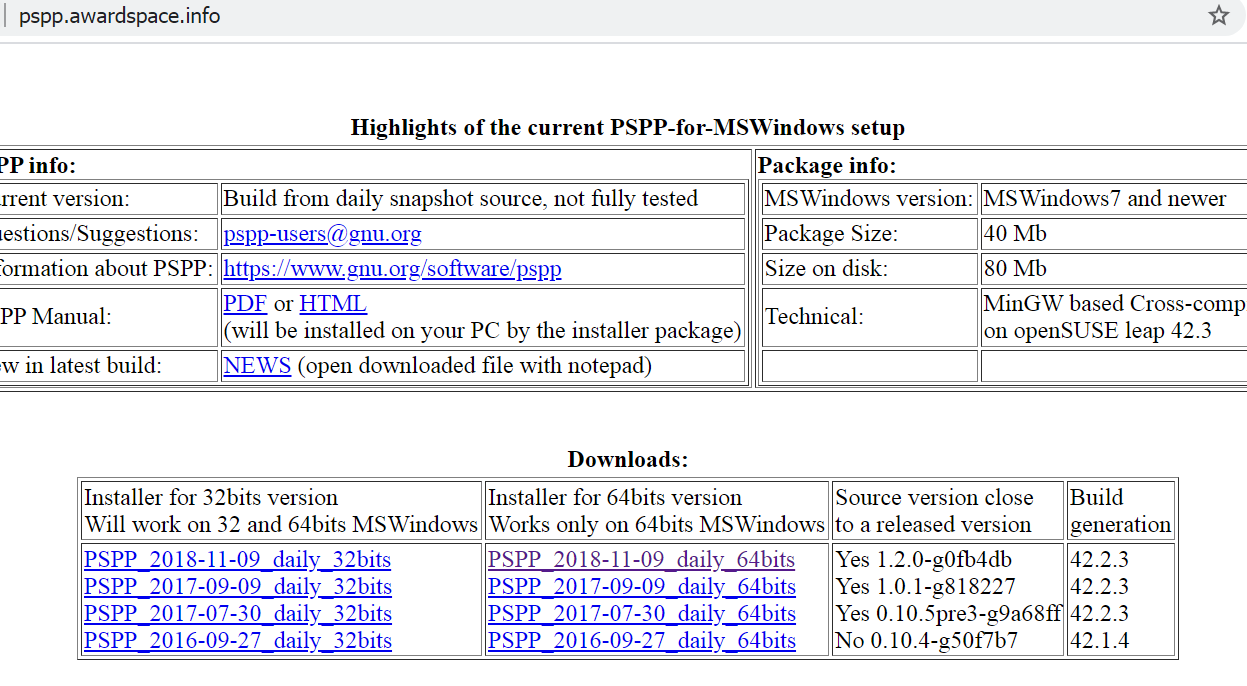 pspp.awardspace.info
Highlights of the current PSPP-for-MSWindows setup
PP info:
Package info:
rrent version:
Build from daily snapshot source, not fully tested
MSWindows version:
MSWindows7 and newer
uestions/Suggestions:
pspp-users@gnu.org
Package Size:
40 Mb
formation about PSPP:
https://www.gnu.org/software/pspp
Size on disk:
80 Mb
PP Manual:
PDF or HTML
(will be installed on your PC by the installer package)
Technical:
MinGW based Cross-comp
on openSUSE leap 42.3
w in latest build:
NEWS (open downloaded file with notepad)
Downloads:
Installer for 32bits version
Will work on 32 and 64bits MSWindows
Installer for 64bits version
Works only on 64bits MSWindows
Source version close
to a released version
Build
generation
PSPP_2018-11-09_daily_32bits
PSPP_2017-09-09_daily_32bits
PSPP_2017-07-30_daily_32bits
PSPP_2016-09-27_daily_32bits
PSPP_2018-11-09_daily_64bits
PSPP_2017-09-09_daily_64bits
PSPP_2017-07-30_daily_64bits
PSPP_2016-09-27_daily_64bits
Yes 1.2.0-g0fb4db
Yes 1.0.1-g818227
Yes 0.10.5pre3-g9a68ff
No 0.10.4-g50f7b7
42.2.3
42.2.3
42.2.3
42.1.4